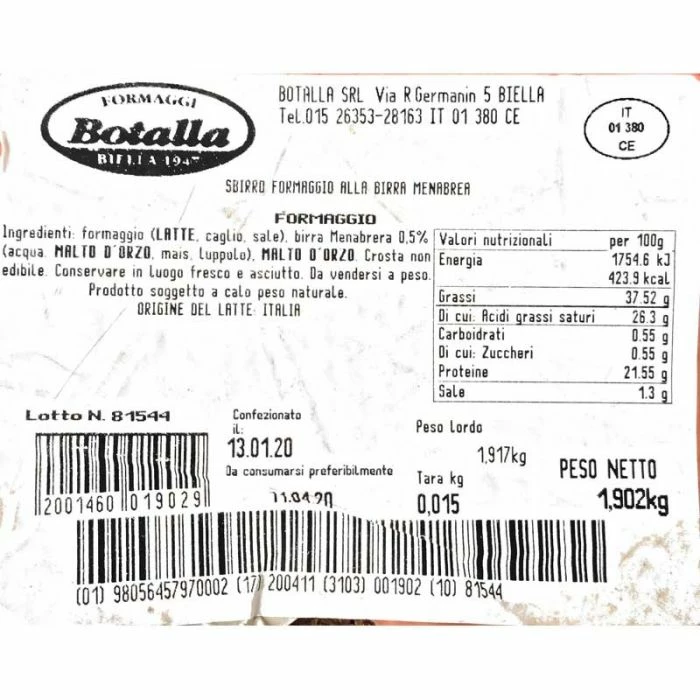 FORMAGGI
Botalla
BIELLA 1947
BOTALLA SRL Via R Germanin 5 BIELLA
Tel.015 26353-28163 IT 01 380 CE
IT
01 380
CE
SBIRRO FORMAGGIO ALLA BIRRA MENABREA
FORMAGGIO
Ingredienti: formaggio (LATTE, caglio, sale), birra Menabrera 0,5%
(acqua, MALTO D'ORZO, mais, Luppolo), MALTO D'ORZO. Crosta non
edibile. Conservare in Luogo fresco e asciutto. Da vendersi a peso.
Prodotto soggetto a calo peso naturale.
ORIGINE DEL LATTE: ITALIA
Valori nutrizionali per 100g
Energia 1754.6 kJ
423.9 kcal
Grassi 37.52 g
Di cui: Acidi grassi saturi 26.3 g
Carboidrati 0.55 g
Di cui: Zuccheri 0.55 g
Proteine 21.55 g
Sale 1.3 g
Lotto N. 81544
2001460 019029
Confezionato
il:
13.01.20
Da consumarsi preferibilmente
11.04.20
Peso Lordo
1,917kg
Tara kg
0,015
PESO NETTO
1,902kg
(01) 98056457970002 (17) 200411 (3103) 001902 (10) 81544